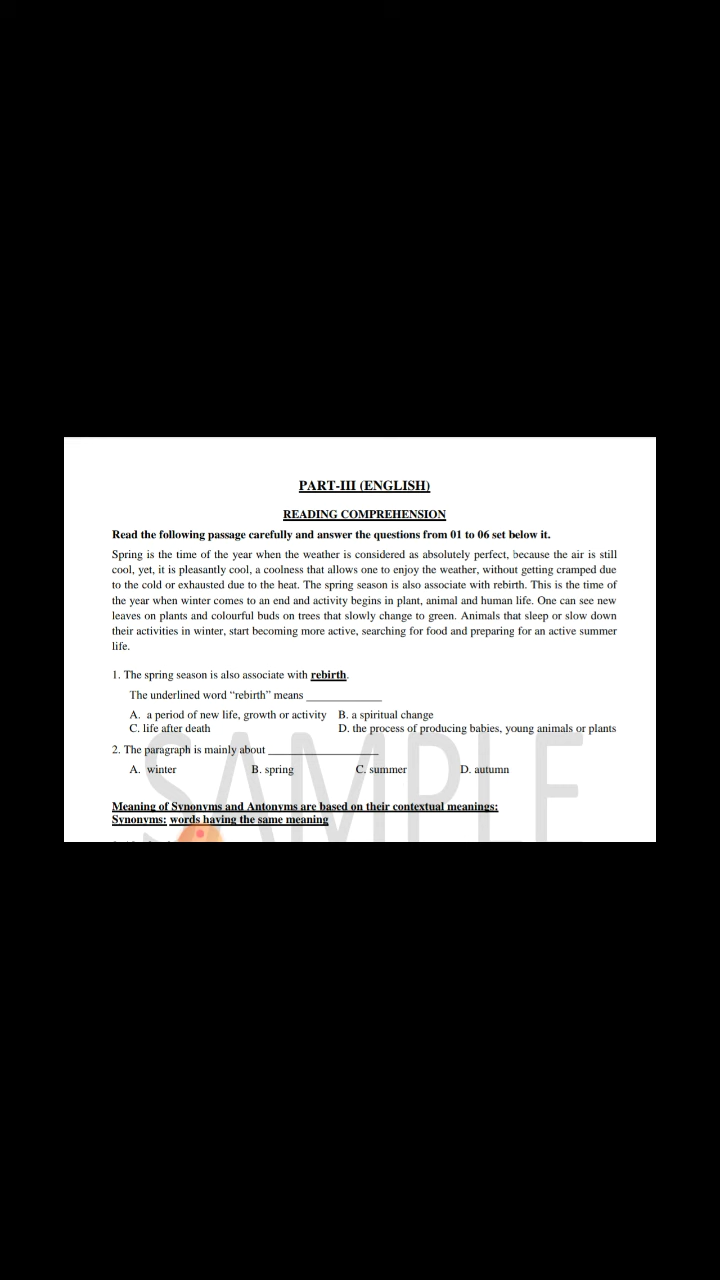 PART-III (ENGLISH)
READING COMPREHENSION
Read the following passage carefully and answer the questions from 01 to 06 set below it.
Spring is the time of the year when the weather is considered as absolutely perfect, because the air is still
cool, yet, it is pleasantly cool, a coolness that allows one to enjoy the weather, without getting cramped due
to the cold or exhausted due to the heat. The spring season is also associate with rebirth. This is the time of
the year when winter comes to an end and activity begins in plant, animal and human life. One can see new
leaves on plants and colourful buds on trees that slowly change to green. Animals that sleep or slow down
their activities in winter, start becoming more active, searching for food and preparing for an active summer
life.
1. The spring season is also associate with rebirth.
The underlined word “rebirth” means ______________
A. a period of new life, growth or activity B. a spiritual change
C. life after death D. the process of producing babies, young animals or plants
2. The paragraph is mainly about ____________________
A. winter B. spring C. summer D. autumn
Meaning of Synonyms and Antonyms are based on their contextual meanings:
Synonyms: words having the same meaning
SAMPLE